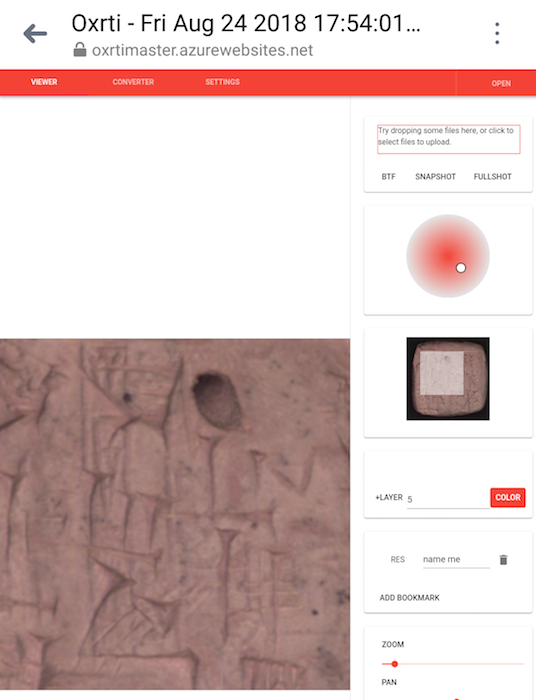 Oxrti - Fri Aug 24 2018 17:54:01...
oxrtimaster.azurewebsites.net
VIEWER CONVERTER SETTINGS OPEN
Try dropping some files here, or click to
select files to upload.
BTF SNAPSHOT FULLSHOT
+LAYER 5 COLOR
RES name me
ADD BOOKMARK
ZOOM
PAN